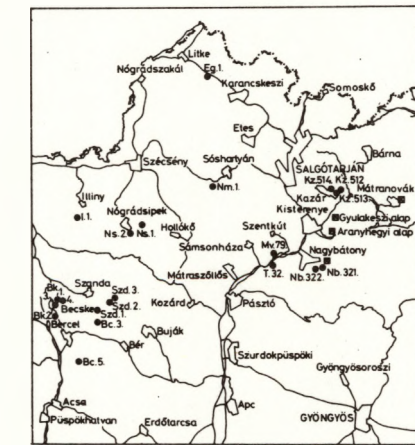 Litke
Nógrádszakál
Eg.1.
Karancskeszi
Somoskő
Etes
Bárna
Szécsény
Sóshartyán
SALGÓTARJÁN
Nm.1.
Kz.514.
Kz.512
Mátranovák
Kazár
Kz.513
Illiny
Kisterenye
I.1.
Nógrádsipek
Gyulakeszi alap
Ns.2.
Ns.1.
Hollókő
Szentkút
Aranyhegyi alap
Sámsonháza
Mv.79.
Nagybátony
Mátraszőllős
T.32.
Nb.322.
Nb.321.
Szanda
Szd.3.
Bk.1.
Becske
Szd.2.
Kozárd
Pásztó
Bk.2.
Szd.1.
Bercel
Bc.3.
Buják
Bér
Szurdokpüspöki
Bc.5.
Gyöngyösoroszi
Acsa
Apc
Püspökhatvan
Erdőtarcsa
GYÖNGYÖS